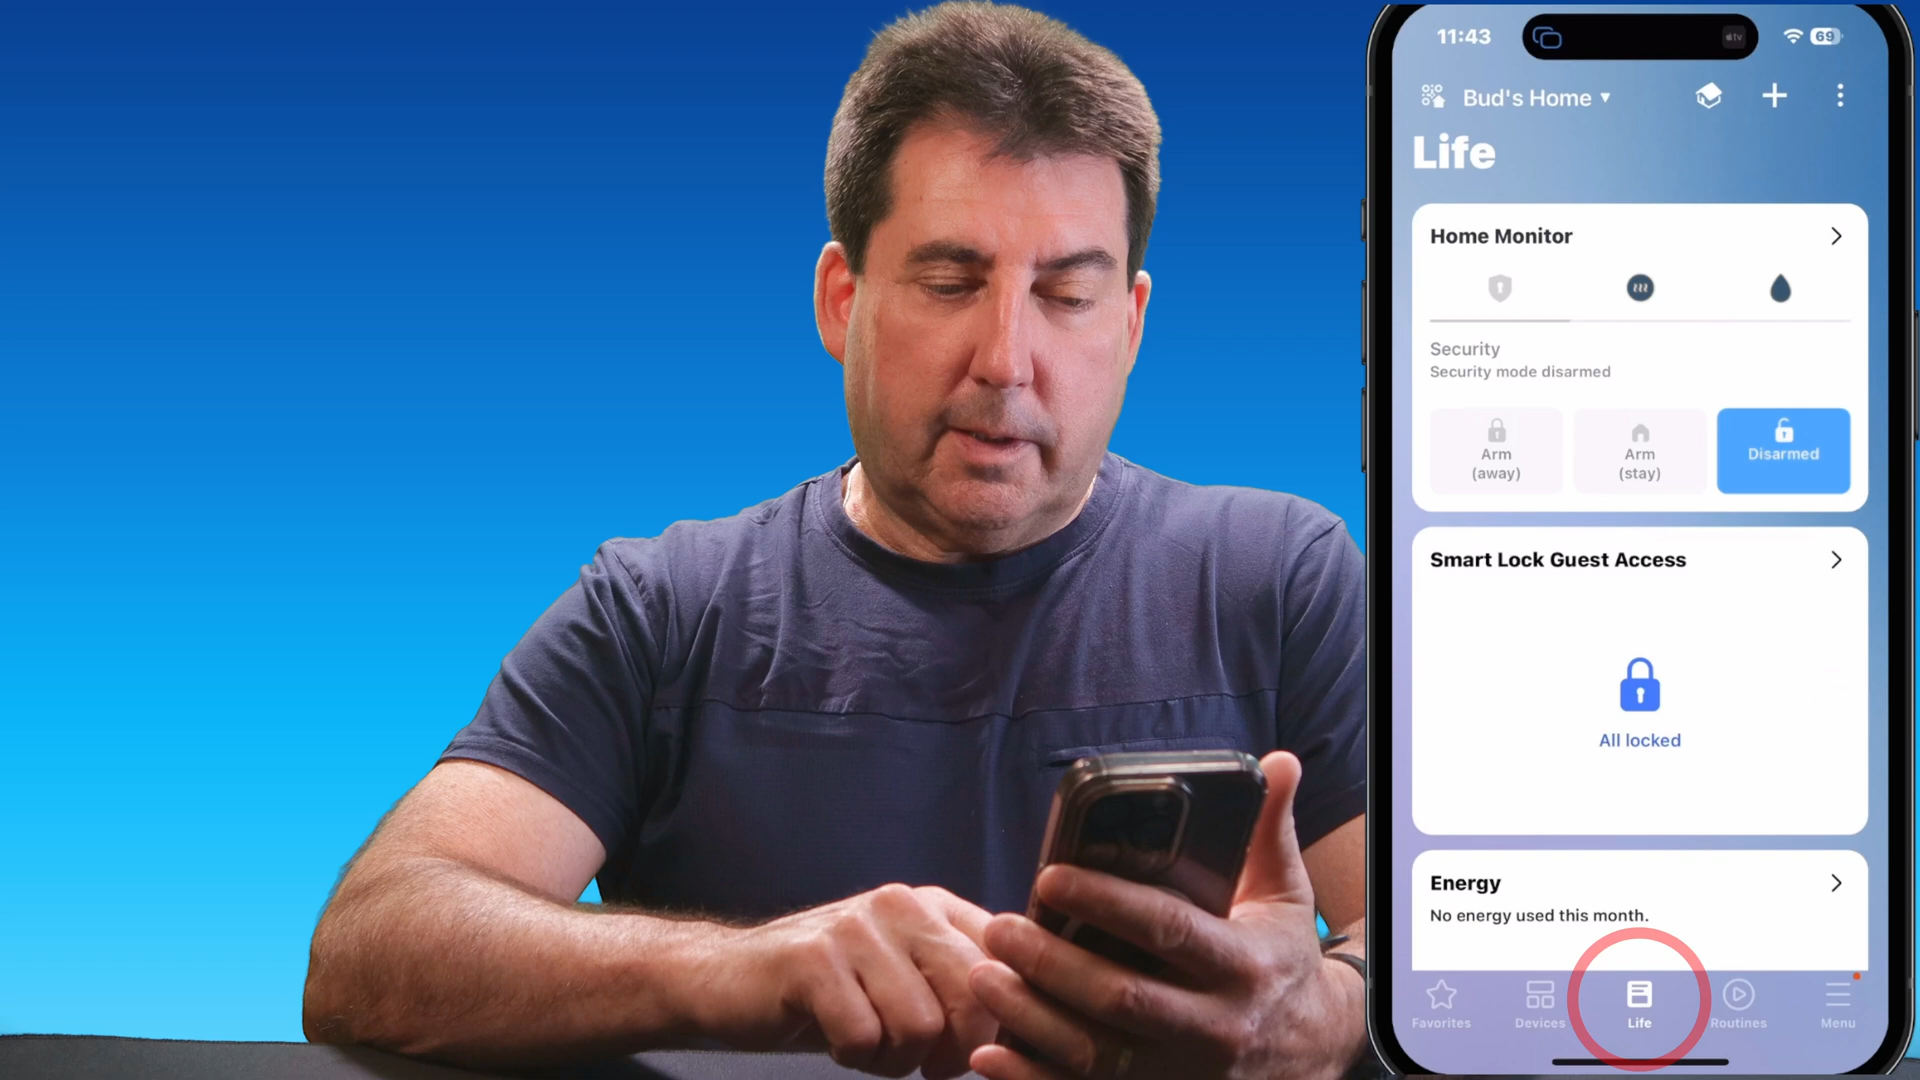 11:43
tv
69
Bud's Home
Life
Home Monitor
Security
Security mode disarmed
Arm
(away)
Arm
(stay)
Disarmed
Smart Lock Guest Access
All locked
Energy
No energy used this month.
Favorites
Devices
Life
Routines
Menu